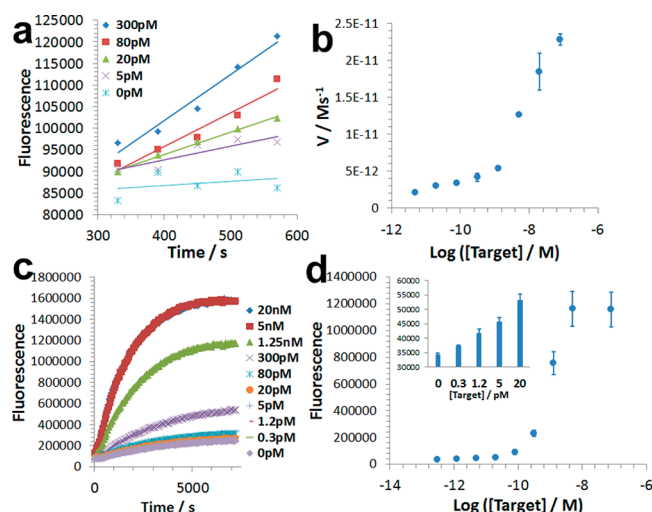 a
Fluorescence
125000
120000
115000
110000
105000
100000
95000
90000
85000
80000
300pM
80pM
20pM
5pM
0pM
300 400 500 600
Time / s
b
V / Ms-1
2.5E-11
2E-11
1.5E-11
1E-11
5E-12
0
-12 -10 -8 -6
Log ([Target] / M)
c
Fluorescence
1800000
1600000
1400000
1200000
1000000
800000
600000
400000
200000
0
20nM
5nM
1.25nM
300pM
80pM
20pM
5pM
1.2pM
0.3pM
0pM
0 5000
Time / s
d
Fluorescence
1400000
1200000
1000000
800000
600000
400000
200000
0
60000
55000
50000
45000
40000
35000
30000
0 0.3 1.2 5 20
[Target] / pM
-14 -12 -10 -8 -6
Log ([Target] / M)